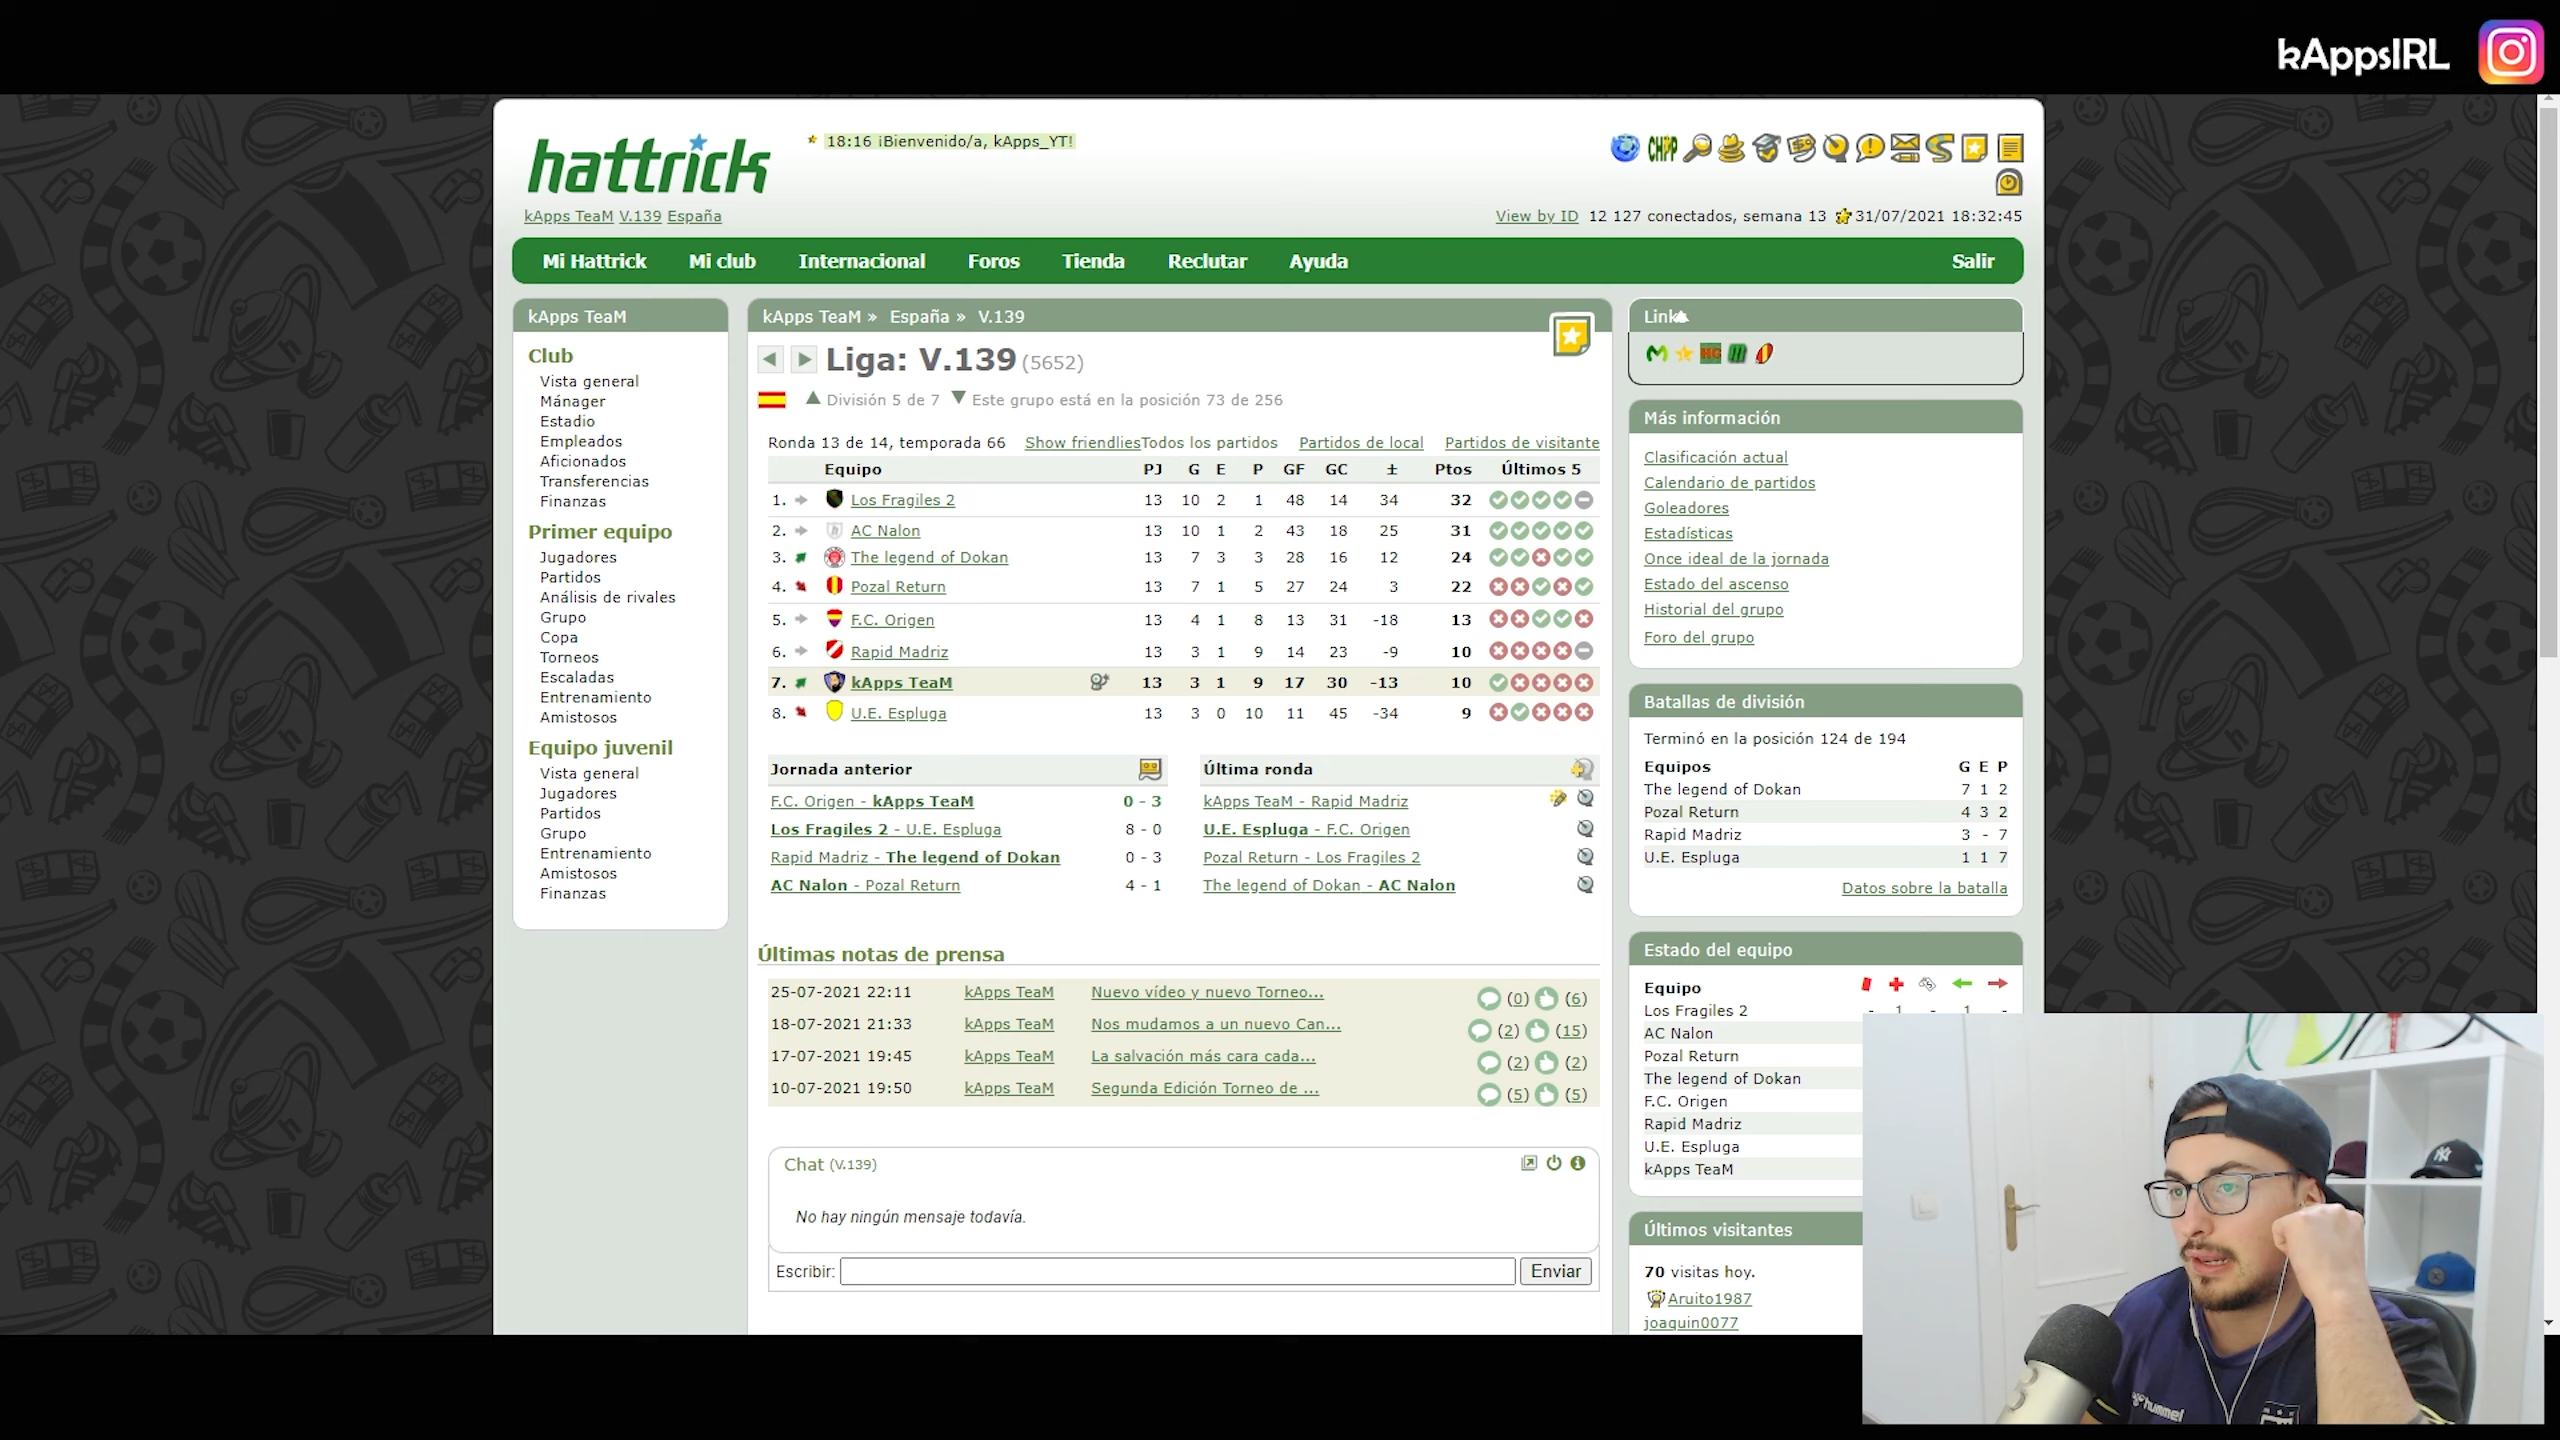 kAppsIRL
hattrick
18:16 ¡Bienvenido/a, kApps_YT!
CHPP
kApps TeaM V.139 España
View by ID 12 127 conectados, semana 13 31/07/2021 18:32:45
Mi Hattrick Mi club Internacional Foros Tienda Reclutar Ayuda Salir
kApps TeaM
Club
Vista general
Mánager
Estadio
Empleados
Aficionados
Transferencias
Finanzas
Primer equipo
Jugadores
Partidos
Análisis de rivales
Grupo
Copa
Torneos
Escaladas
Entrenamiento
Amistosos
Equipo juvenil
Vista general
Jugadores
Partidos
Grupo
Entrenamiento
Amistosos
Finanzas
kApps TeaM » España » V.139
Liga: V.139 (5652)
División 5 de 7 Este grupo está en la posición 73 de 256
Ronda 13 de 14, temporada 66 Show friendliesTodos los partidos Partidos de local Partidos de visitante
Equipo PJ G E P GF GC ± Ptos Últimos 5
1. Los Fragiles 2 13 10 2 1 48 14 34 32
2. AC Nalon 13 10 1 2 43 18 25 31
3. The legend of Dokan 13 7 3 3 28 16 12 24
4. Pozal Return 13 7 1 5 27 24 3 22
5. F.C. Origen 13 4 1 8 13 31 -18 13
6. Rapid Madriz 13 3 1 9 14 23 -9 10
7. kApps TeaM 13 3 1 9 17 30 -13 10
8. U.E. Espluga 13 3 0 10 11 45 -34 9
Jornada anterior
F.C. Origen - kApps TeaM 0 - 3
Los Fragiles 2 - U.E. Espluga 8 - 0
Rapid Madriz - The legend of Dokan 0 - 3
AC Nalon - Pozal Return 4 - 1
Última ronda
kApps TeaM - Rapid Madriz
U.E. Espluga - F.C. Origen
Pozal Return - Los Fragiles 2
The legend of Dokan - AC Nalon
Últimas notas de prensa
25-07-2021 22:11 kApps TeaM Nuevo vídeo y nuevo Torneo... (0) (6)
18-07-2021 21:33 kApps TeaM Nos mudamos a un nuevo Can... (2) (15)
17-07-2021 19:45 kApps TeaM La salvación más cara cada... (2) (2)
10-07-2021 19:50 kApps TeaM Segunda Edición Torneo de ... (5) (5)
Chat (V.139)
No hay ningún mensaje todavía.
Escribir: Enviar
Links
HG
Más información
Clasificación actual
Calendario de partidos
Goleadores
Estadísticas
Once ideal de la jornada
Estado del ascenso
Historial del grupo
Foro del grupo
Batallas de división
Terminó en la posición 124 de 194
Equipos G E P
The legend of Dokan 7 1 2
Pozal Return 4 3 2
Rapid Madriz 3 - 7
U.E. Espluga 1 1 7
Datos sobre la batalla
Estado del equipo
Equipo
Los Fragiles 2 - 1 - 1 -
AC Nalon
Pozal Return
The legend of Dokan
F.C. Origen
Rapid Madriz
U.E. Espluga
kApps TeaM
Últimos visitantes
70 visitas hoy.
Aruito1987
joaquin0077
hummel